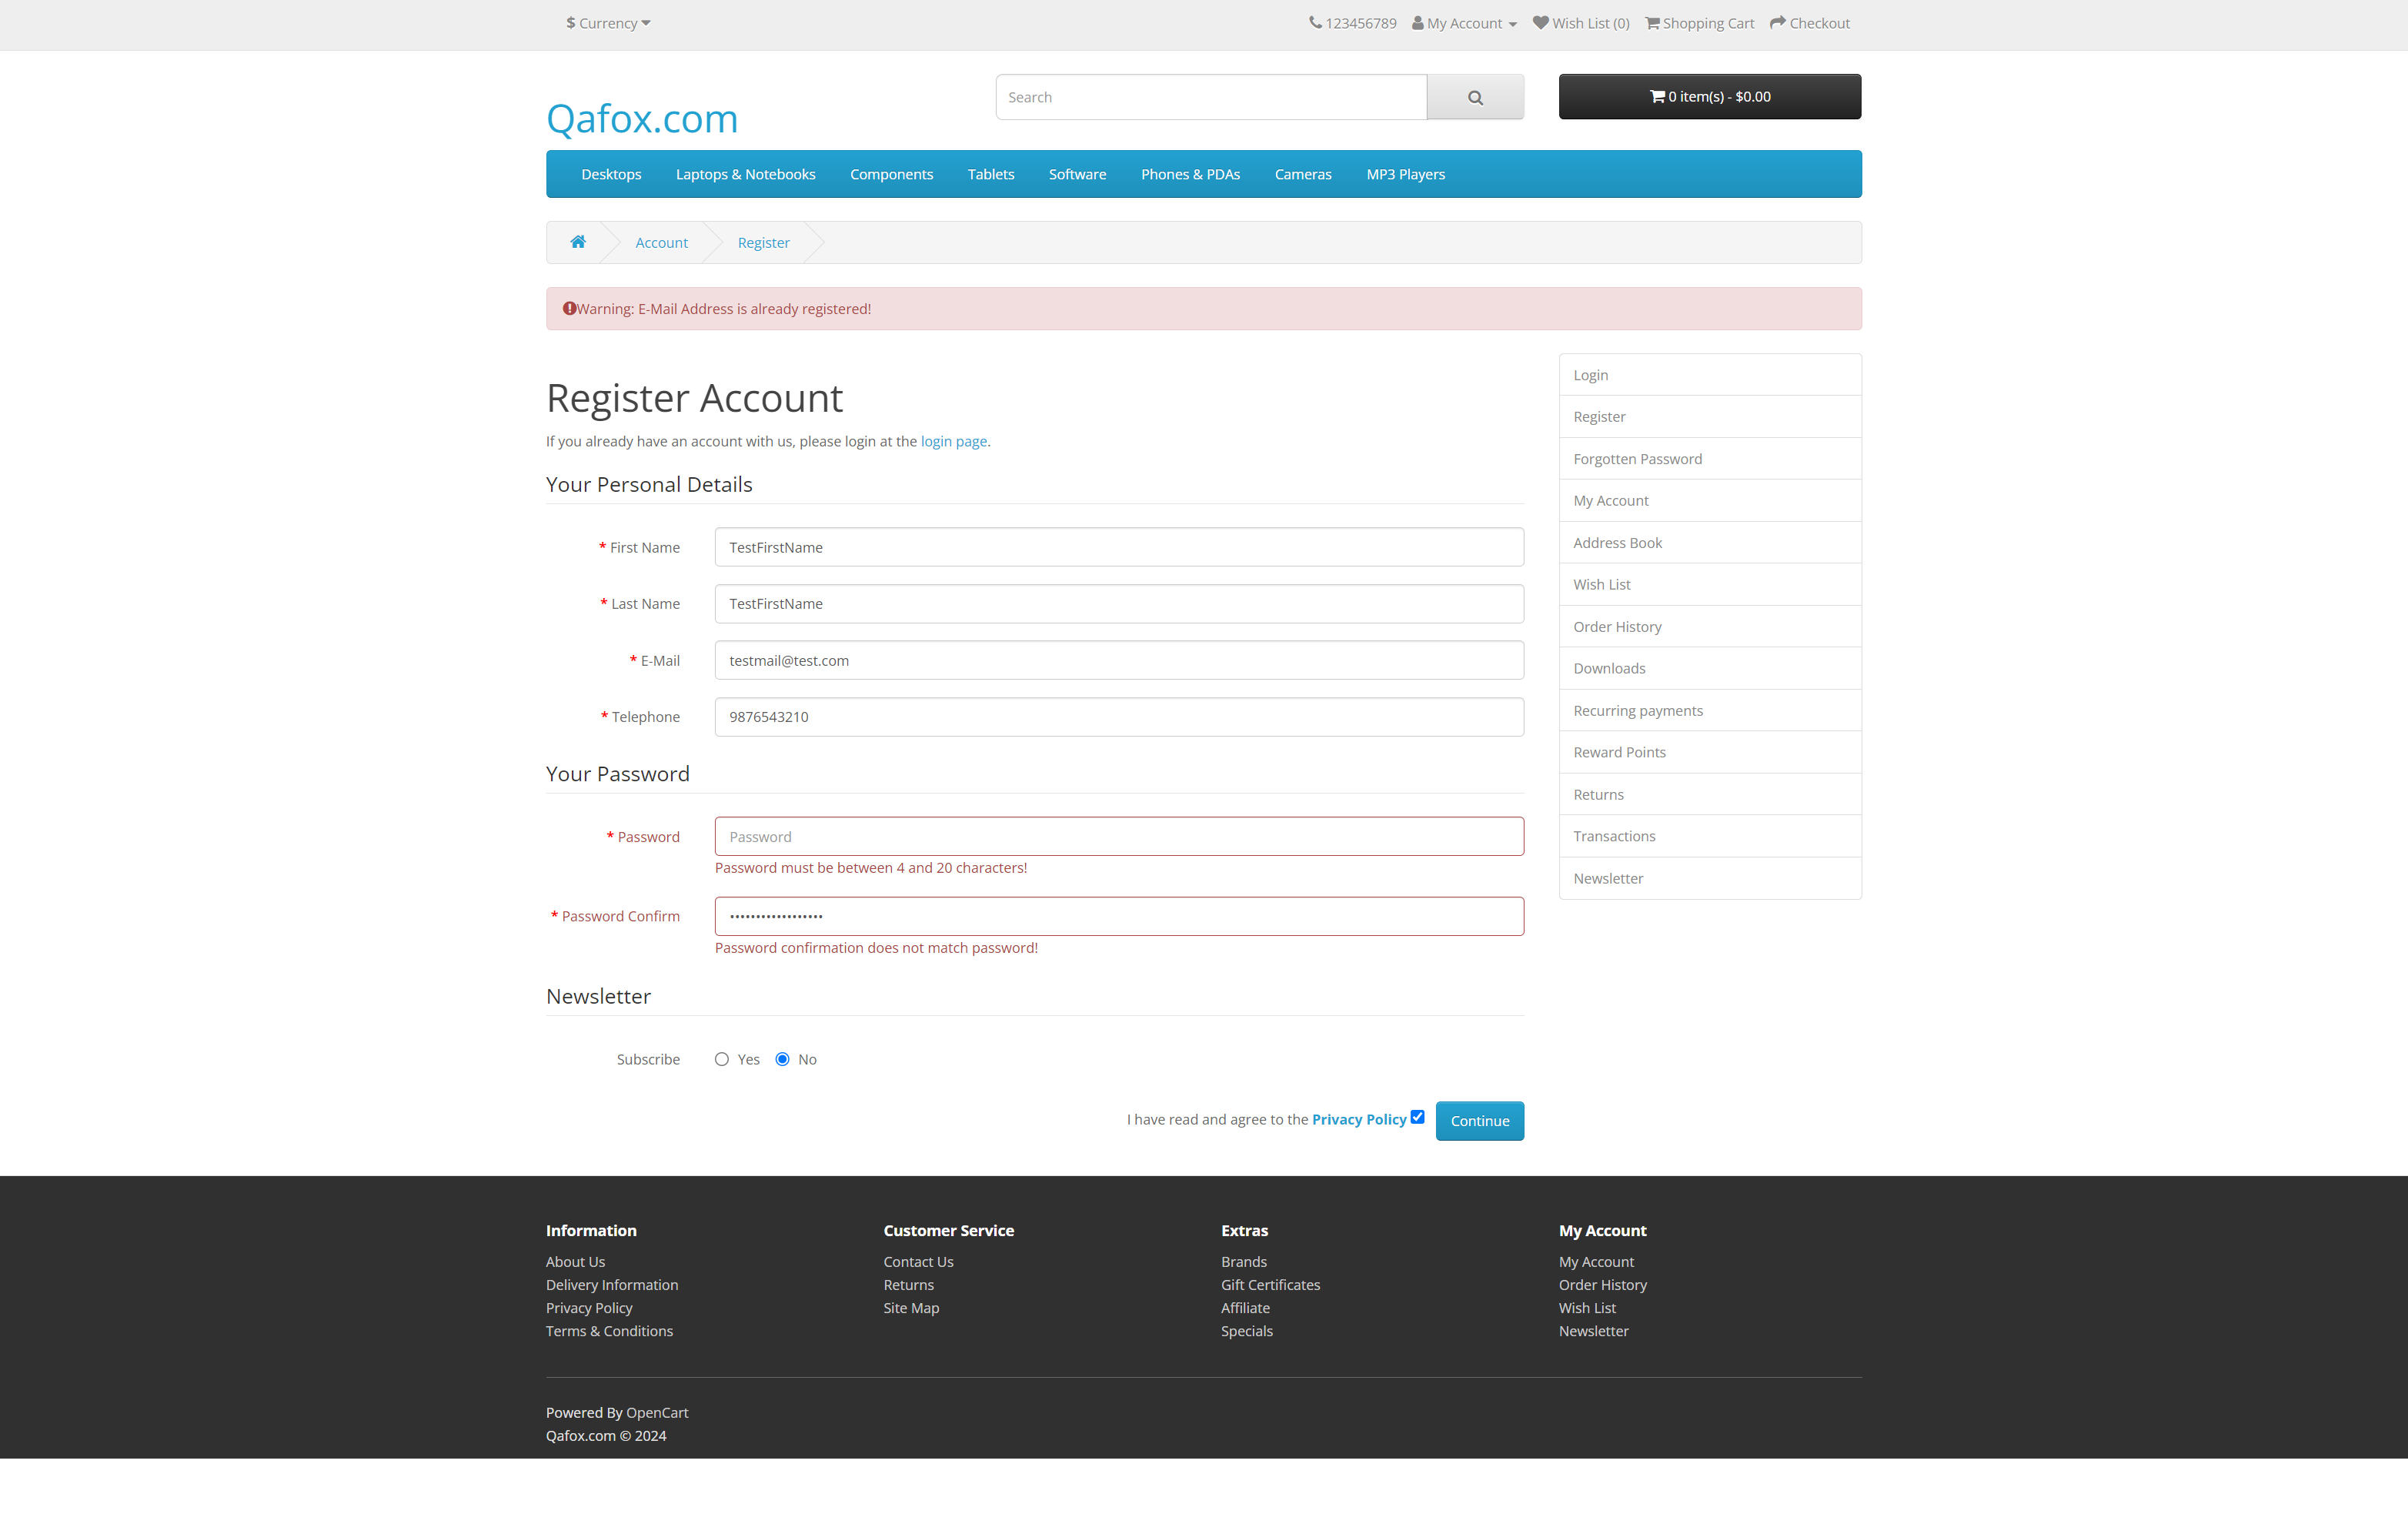 $ Currency
123456789 My Account Wish List (0) Shopping Cart Checkout
Qafox.com
Search
0 item(s) - $0.00
Desktops Laptops & Notebooks Components Tablets Software Phones & PDAs Cameras MP3 Players
Account Register
Warning: E-Mail Address is already registered!
Register Account
If you already have an account with us, please login at the login page.
Your Personal Details
* First Name TestFirstName
* Last Name TestFirstName
* E-Mail testmail@test.com
* Telephone 9876543210
Your Password
* Password Password
Password must be between 4 and 20 characters!
* Password Confirm ••••••••••••••••••
Password confirmation does not match password!
Newsletter
Subscribe Yes No
I have read and agree to the Privacy Policy Continue
Login
Register
Forgotten Password
My Account
Address Book
Wish List
Order History
Downloads
Recurring payments
Reward Points
Returns
Transactions
Newsletter
Information
About Us
Delivery Information
Privacy Policy
Terms & Conditions
Customer Service
Contact Us
Returns
Site Map
Extras
Brands
Gift Certificates
Affiliate
Specials
My Account
My Account
Order History
Wish List
Newsletter
Powered By OpenCart
Qafox.com © 2024